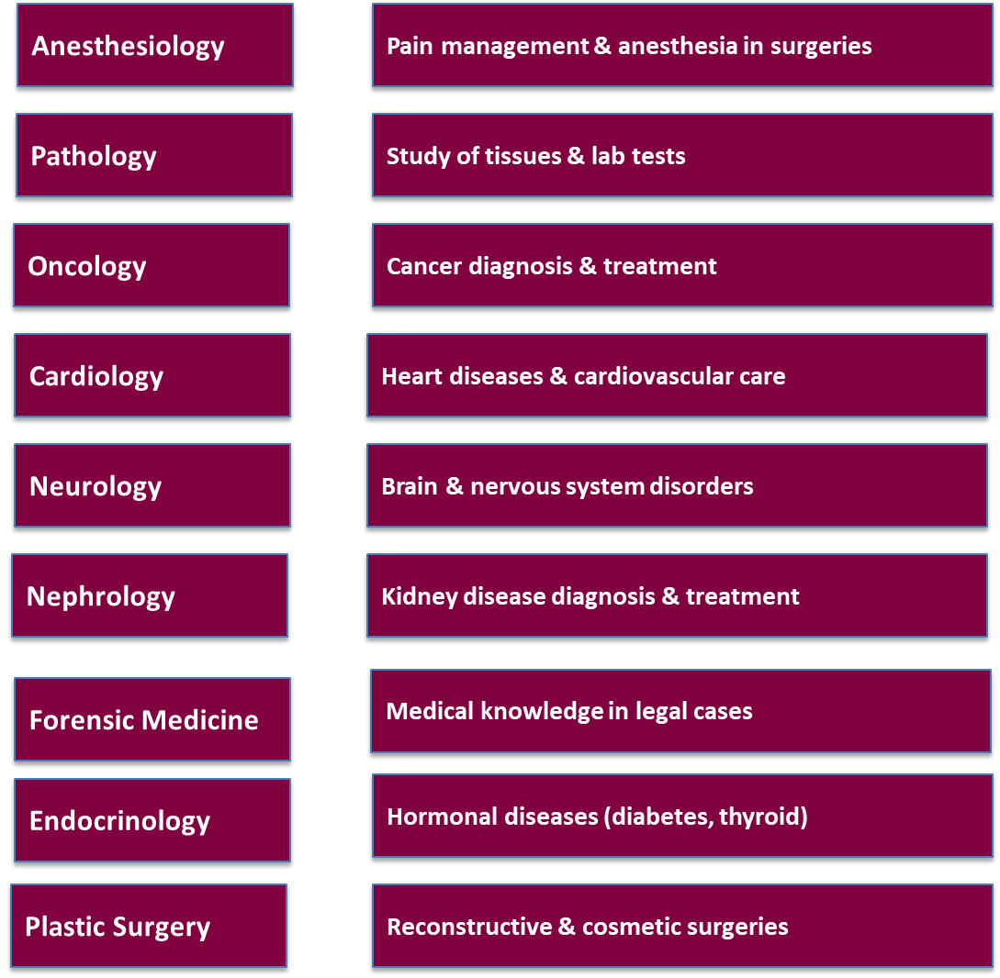 Anesthesiology
Pain management & anesthesia in surgeries
Pathology
Study of tissues & lab tests
Oncology
Cancer diagnosis & treatment
Cardiology
Heart diseases & cardiovascular care
Neurology
Brain & nervous system disorders
Nephrology
Kidney disease diagnosis & treatment
Forensic Medicine
Medical knowledge in legal cases
Endocrinology
Hormonal diseases (diabetes, thyroid)
Plastic Surgery
Reconstructive & cosmetic surgeries